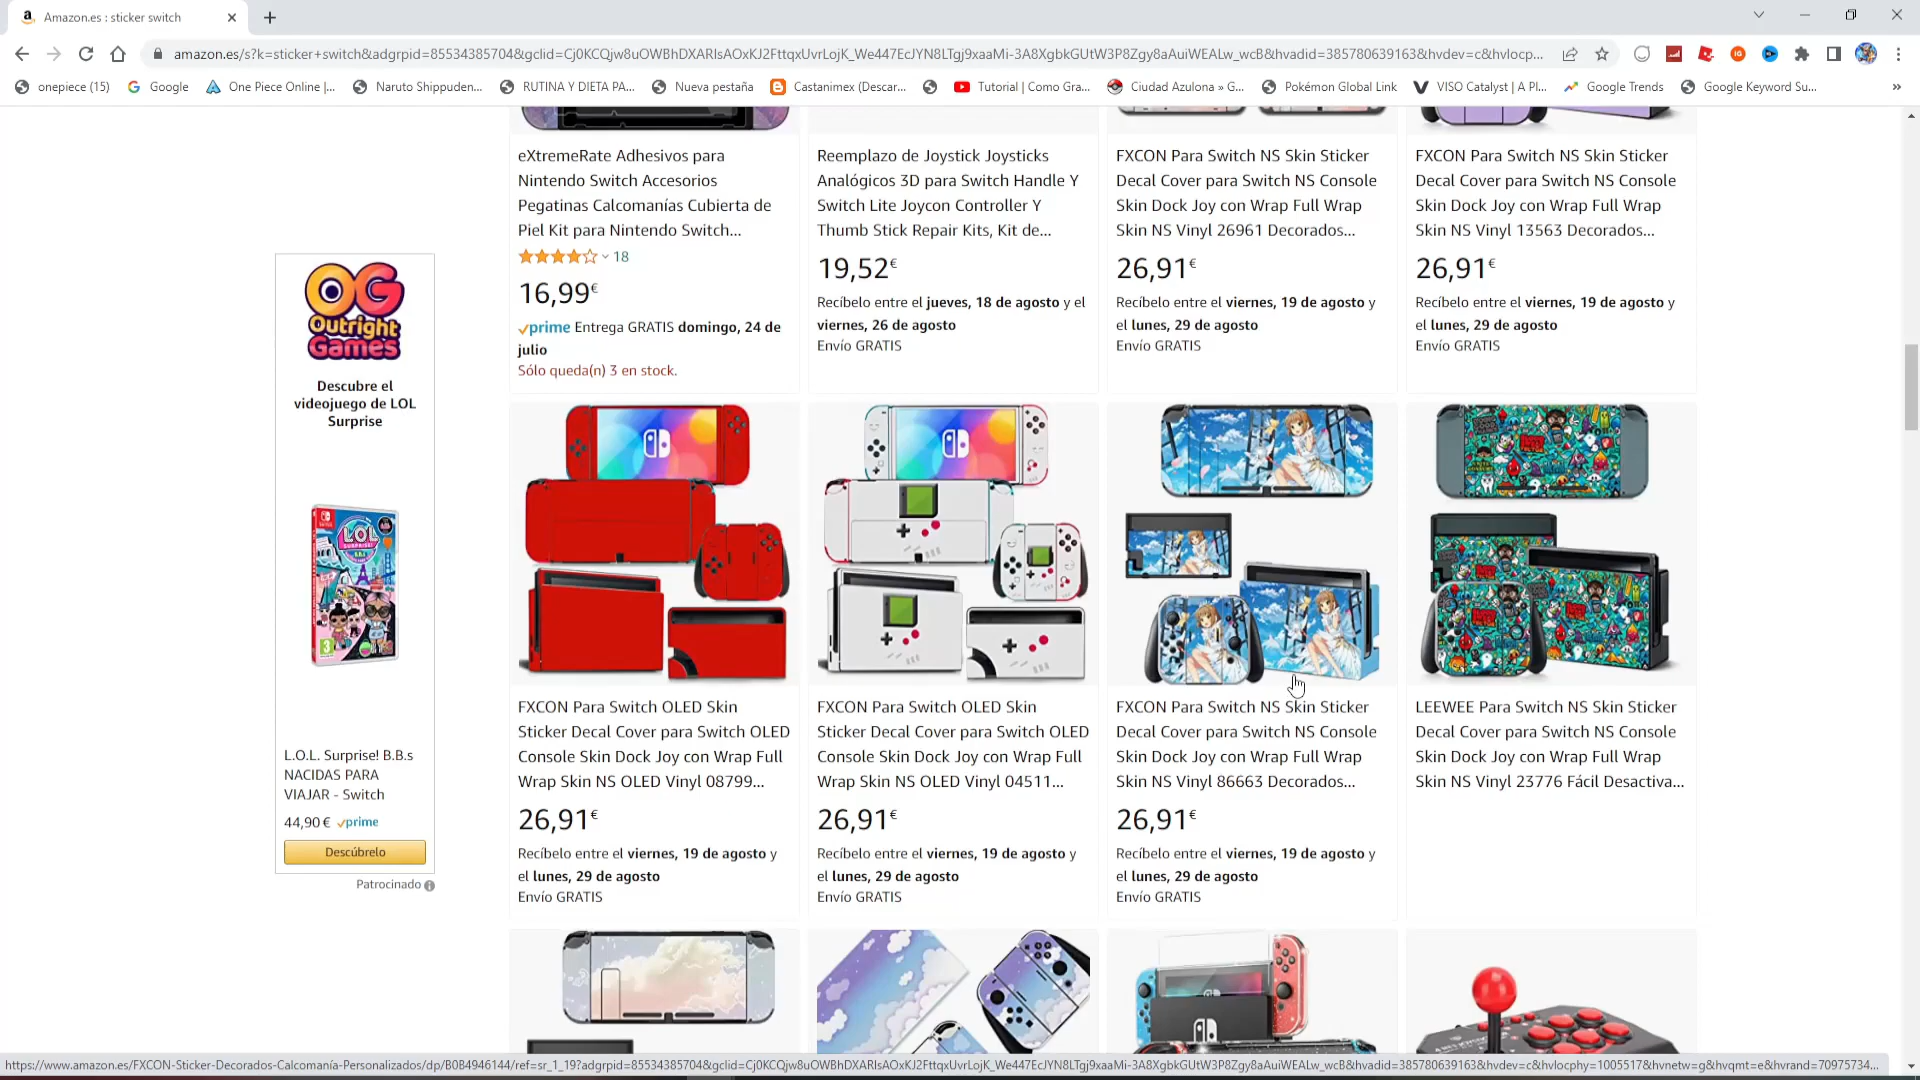 Amazon.es : sticker switch
amazon.es/s?k=sticker+switch&adgrpid=85534385704&gclid=Cj0KCQjw8uOWBhDXARIsAOxKJ2FttqxUvrLojK_We447EcJYN8LTgj9xaaMi-3A8XgbkGUtW3P8Zgy8aAuiWEALw_wcB&hvadid=385780639163&hvdev=c&hvlocp...
onepiece (15)
Google
One Piece Online |...
Naruto Shippuden...
RUTINA Y DIETA PA...
Nueva pestaña
Castanimex (Descar...
Tutorial | Como Gra...
Ciudad Azulona » G...
Pokémon Global Link
VISO Catalyst | A Pl...
Google Trends
Google Keyword Su...
eXtremeRate Adhesivos para
Nintendo Switch Accesorios
Pegatinas Calcomanías Cubierta de
Piel Kit para Nintendo Switch...
18
16,99€
prime Entrega GRATIS domingo, 24 de
julio
Sólo queda(n) 3 en stock.
Reemplazo de Joystick Joysticks
Analógicos 3D para Switch Handle Y
Switch Lite Joycon Controller Y
Thumb Stick Repair Kits, Kit de...
19,52€
Recíbelo entre el jueves, 18 de agosto y el
viernes, 26 de agosto
Envío GRATIS
FXCON Para Switch NS Skin Sticker
Decal Cover para Switch NS Console
Skin Dock Joy con Wrap Full Wrap
Skin NS Vinyl 26961 Decorados...
26,91€
Recíbelo entre el viernes, 19 de agosto y
el lunes, 29 de agosto
Envío GRATIS
FXCON Para Switch NS Skin Sticker
Decal Cover para Switch NS Console
Skin Dock Joy con Wrap Full Wrap
Skin NS Vinyl 13563 Decorados...
26,91€
Recíbelo entre el viernes, 19 de agosto y
el lunes, 29 de agosto
Envío GRATIS
OG
Outright
Games
Descubre el
videojuego de LOL
Surprise
LOL
SURPRISE!
3
L.O.L. Surprise! B.B.s
NACIDAS PARA
VIAJAR - Switch
44,90 € prime
Descúbrelo
Patrocinado
FXCON Para Switch OLED Skin
Sticker Decal Cover para Switch OLED
Console Skin Dock Joy con Wrap Full
Wrap Skin NS OLED Vinyl 08799...
26,91€
Recíbelo entre el viernes, 19 de agosto y
el lunes, 29 de agosto
Envío GRATIS
FXCON Para Switch OLED Skin
Sticker Decal Cover para Switch OLED
Console Skin Dock Joy con Wrap Full
Wrap Skin NS OLED Vinyl 04511...
26,91€
Recíbelo entre el viernes, 19 de agosto y
el lunes, 29 de agosto
Envío GRATIS
FXCON Para Switch NS Skin Sticker
Decal Cover para Switch NS Console
Skin Dock Joy con Wrap Full Wrap
Skin NS Vinyl 86663 Decorados...
26,91€
Recíbelo entre el viernes, 19 de agosto y
el lunes, 29 de agosto
Envío GRATIS
LEEWEE Para Switch NS Skin Sticker
Decal Cover para Switch NS Console
Skin Dock Joy con Wrap Full Wrap
Skin NS Vinyl 23776 Fácil Desactiva...
https://www.amazon.es/FXCON-Sticker-Decorados-Calcomanía-Personalizados/dp/B0B4946144/ref=sr_1_19?adgrpid=85534385704&gclid=Cj0KCQjw8uOWBhDXARIsAOxKJ2FttqxUvrLojK_We447EcJYN8LTgj9xaaMi-3A8XgbkGUtW3P8Zgy8aAuiWEALw_wcB&hvadid=385780639163&hvdev=c&hvlocphy=1005517&hvnetw=g&hvqmt=e&hvrand=70975734...